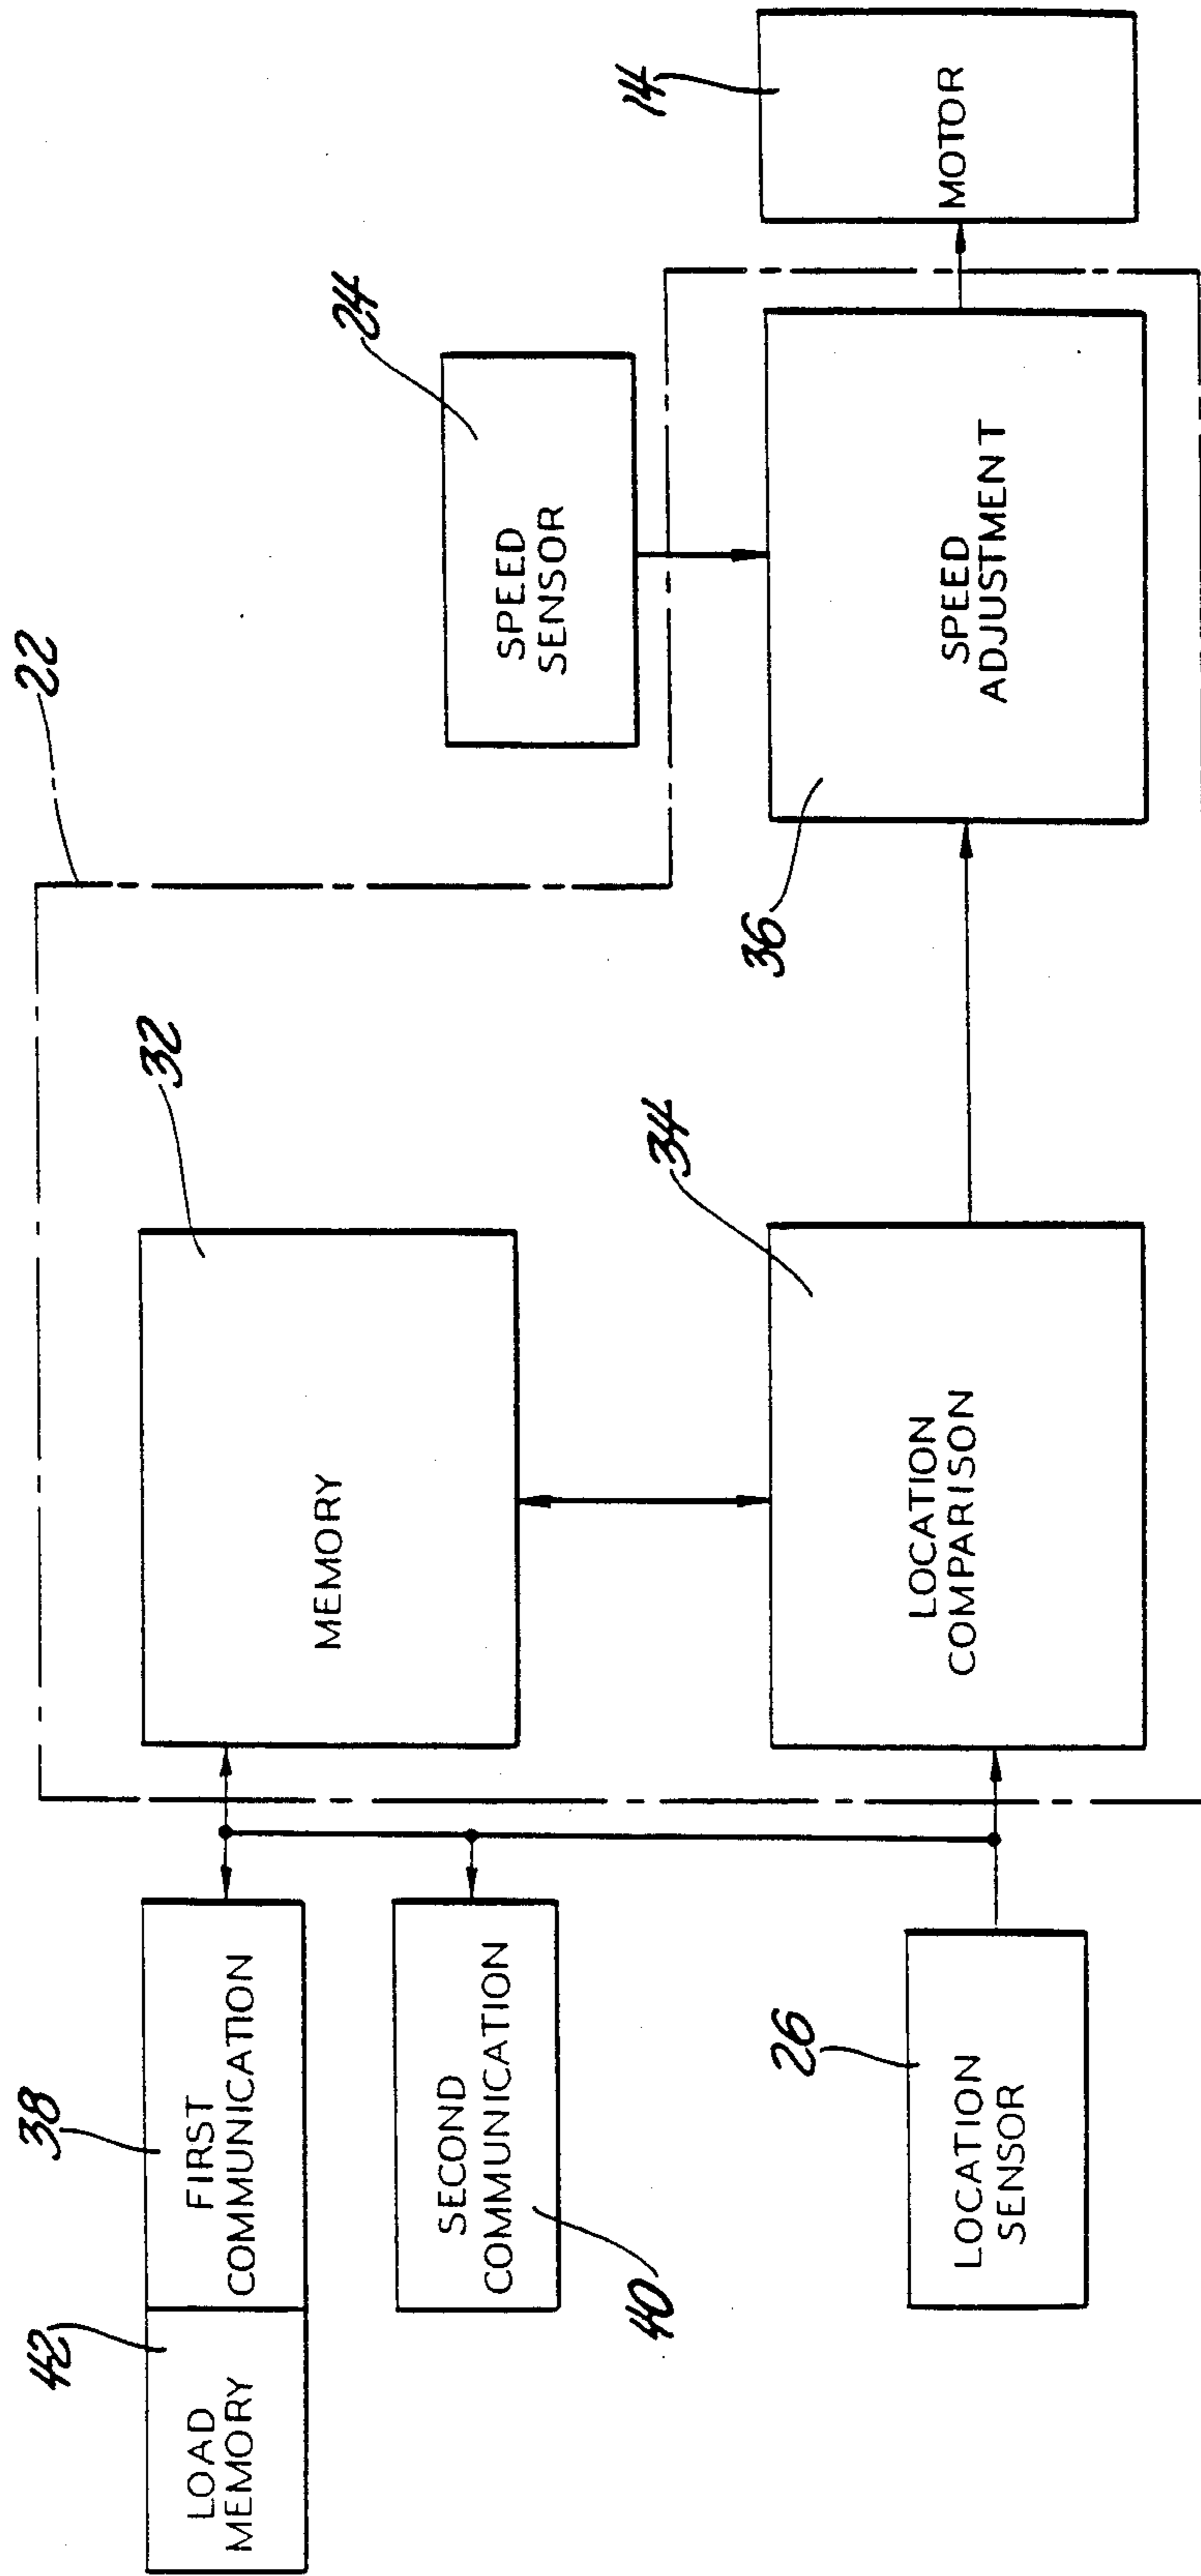 22
42
38
32
LOAD
MEMORY
FIRST
COMMUNICATION
MEMORY
24
SECOND
COMMUNICATION
40
SPEED
SENSOR
34
36
14
26
LOCATION
SENSOR
LOCATION
COMPARISON
SPEED
ADJUSTMENT
MOTOR